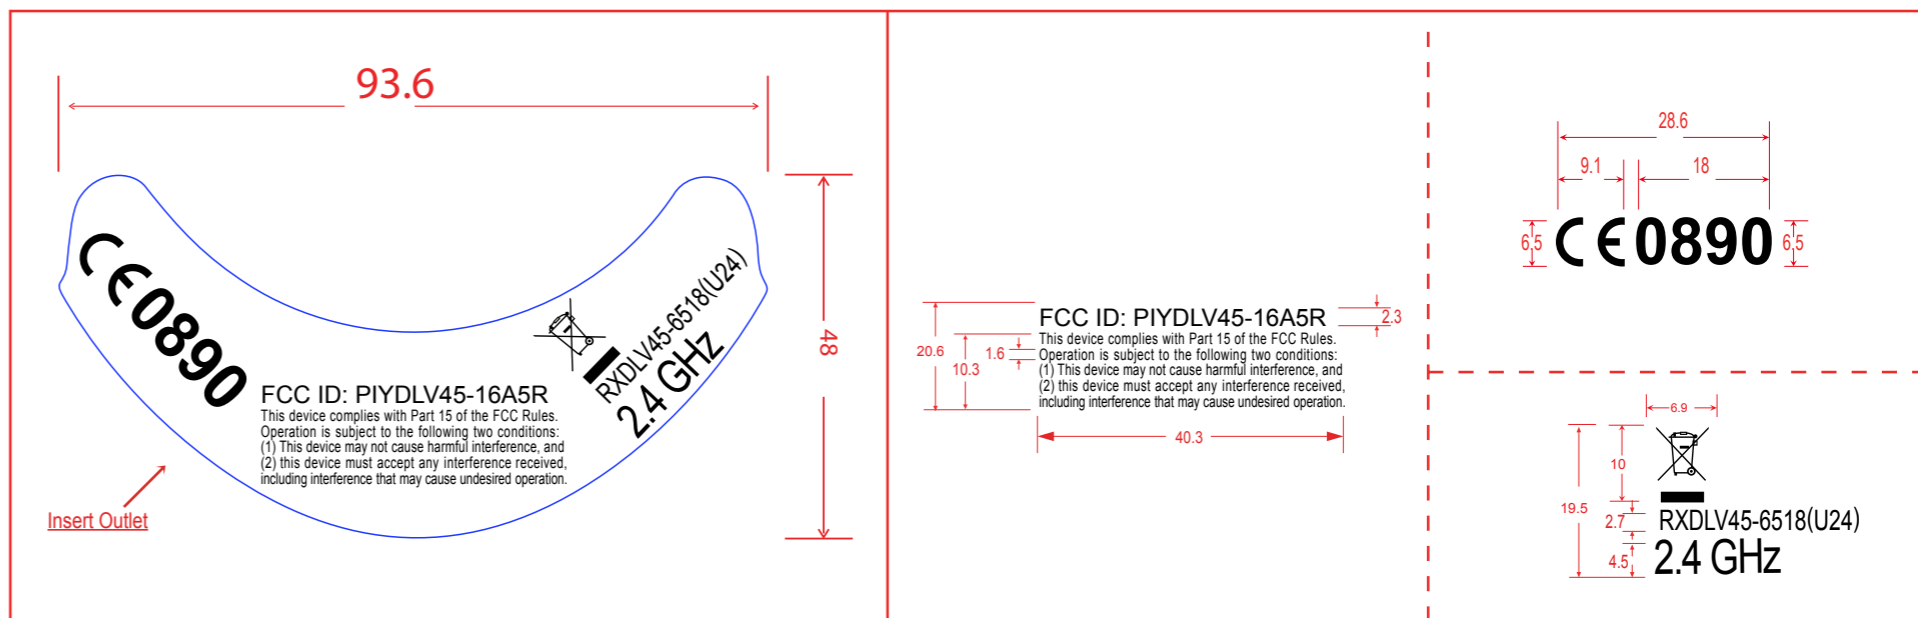 93.6
48
CE0890
FCC ID: PIYDLV45-16A5R
This device complies with Part 15 of the FCC Rules.
Operation is subject to the following two conditions:
(1) This device may not cause harmful interference, and
(2) this device must accept any interference received,
including interference that may cause undesired operation.
RXDLV45-6518(U24)
2.4 GHz
Insert Outlet
20.6
10.3
1.6
2.3
FCC ID: PIYDLV45-16A5R
This device complies with Part 15 of the FCC Rules.
Operation is subject to the following two conditions:
(1) This device may not cause harmful interference, and
(2) this device must accept any interference received,
including interference that may cause undesired operation.
40.3
28.6
9.1
18
6,5
CE0890
6,5
6.9
19.5
10
2.7
RXDLV45-6518(U24)
4.5
2.4 GHz